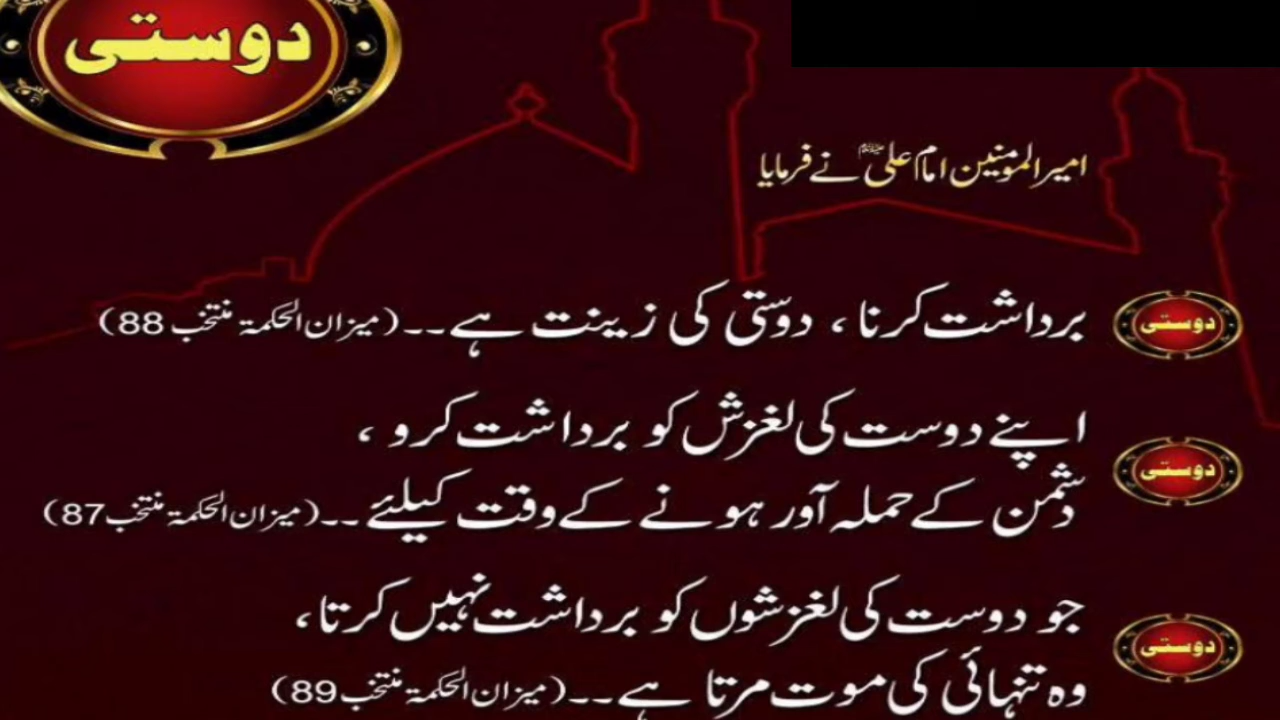 دوستی
امیرالمومنین امام علیؑ نے فرمایا
دوستی
برداشت کرنا ، دوستی کی زینت ہے۔۔(میزان الحکمۃ منتخب 88)
دوستی
اپنے دوست کی لغزش کو برداشت کرو ،
دشمن کے حملہ آور ہونے کے وقت کیلئے ۔۔(میزان الحکمۃ منتخب 87)
دوستی
جو دوست کی لغزشوں کو برداشت نہیں کرتا،
وہ تنہائی کی موت مرتا ہے۔۔(میزان الحکمۃ منتخب 89)